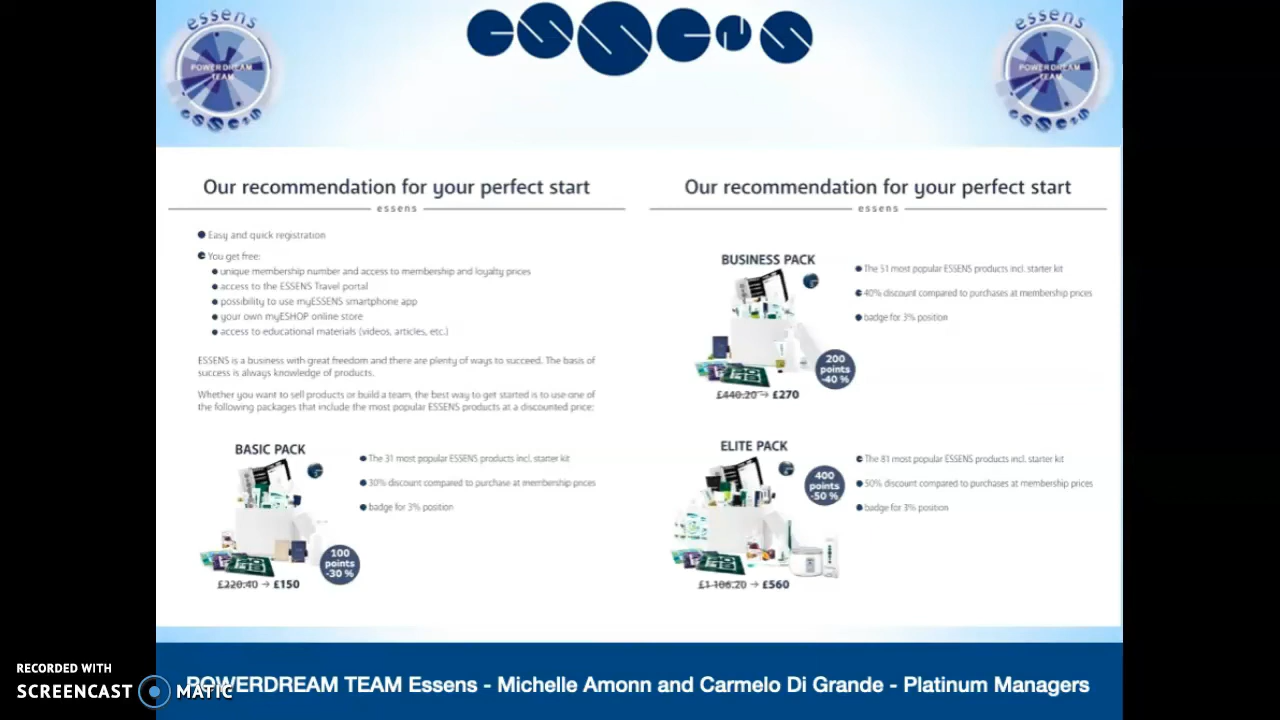 essens
POWER DREAM
TEAM
essens
essens
essens
POWER DREAM
TEAM
essens
Our recommendation for your perfect start
essens
Easy and quick registration
You get free:
unique membership number and access to membership and loyalty prices
access to the ESSENS Travel portal
possibility to use myESSENS smartphone app
your own myESHOP online store
access to educational materials (videos, articles, etc.)
ESSENS is a business with great freedom and there are plenty of ways to succeed. The basis of
success is always knowledge of products.
Whether you want to sell products or build a team, the best way to get started is to use one of
the following packages that include the most popular ESSENS products at a discounted price:
BASIC PACK
The 31 most popular ESSENS products incl. starter kit
30% discount compared to purchase at membership prices
badge for 3% position
100
points
-30 %
£220.40 → £150
Our recommendation for your perfect start
essens
BUSINESS PACK
The 51 most popular ESSENS products incl. starter kit
40% discount compared to purchases at membership prices
badge for 3% position
200
points
-40 %
£440.20 → £270
ELITE PACK
The 81 most popular ESSENS products incl. starter kit
50% discount compared to purchases at membership prices
badge for 3% position
400
points
-50 %
£1 106.20 → £560
RECORDED WITH
SCREENCAST MATIC
POWERDREAM TEAM Essens - Michelle Amonn and Carmelo Di Grande - Platinum Managers